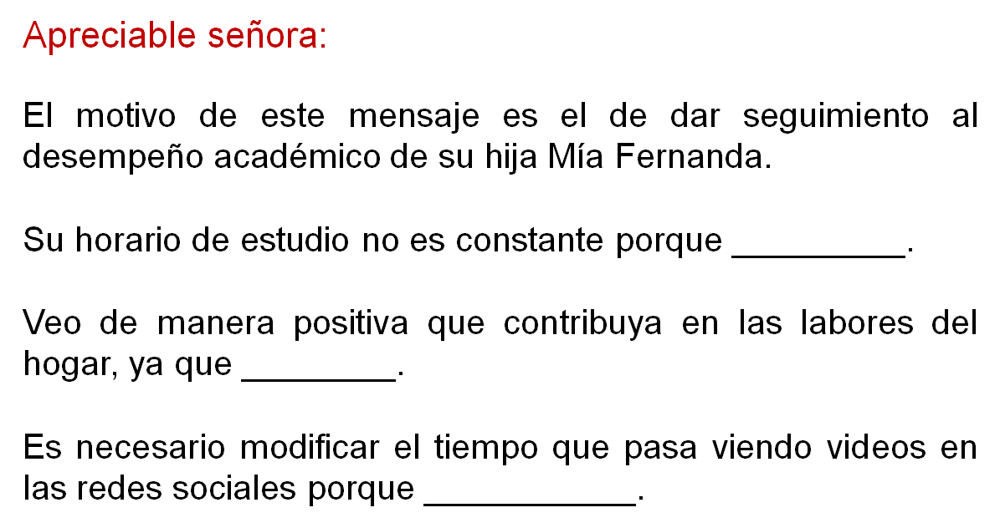 Apreciable señora:
El motivo de este mensaje es el de dar seguimiento al
desempeño académico de su hija Mía Fernanda.
Su horario de estudio no es constante porque _________.
Veo de manera positiva que contribuya en las labores del
hogar, ya que ________.
Es necesario modificar el tiempo que pasa viendo videos en
las redes sociales porque ___________.